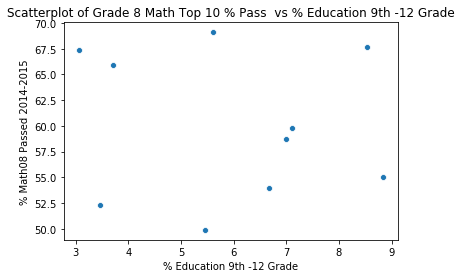 Scatterplot of Grade 8 Math Top 10 % Pass  vs % Education 9th -12 Grade
70.0
67.5
65.0
62.5
60.0
57.5
55.0
52.5
50.0
% Math08 Passed 2014-2015
3 4 5 6 7 8 9
% Education 9th -12 Grade